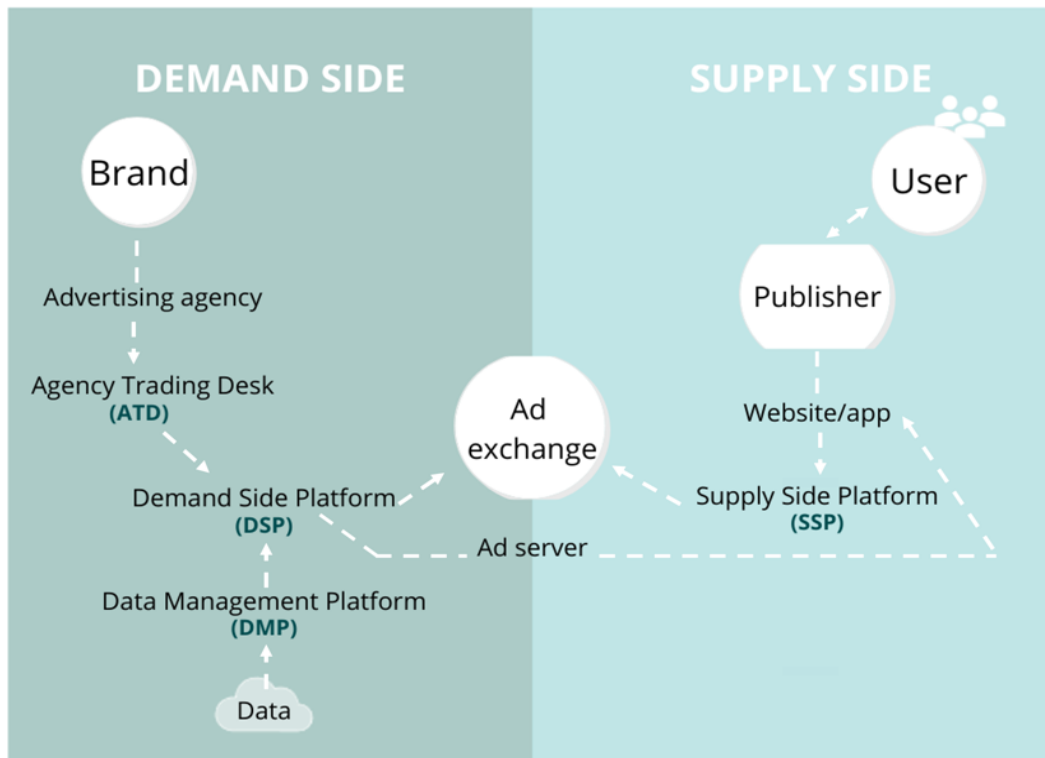 DEMAND SIDE
SUPPLY SIDE
Brand
User
Advertising agency
Publisher
Agency Trading Desk
(ATD)
Ad
exchange
Website/app
Demand Side Platform
(DSP)
Supply Side Platform
(SSP)
Ad server
Data Management Platform
(DMP)
Data